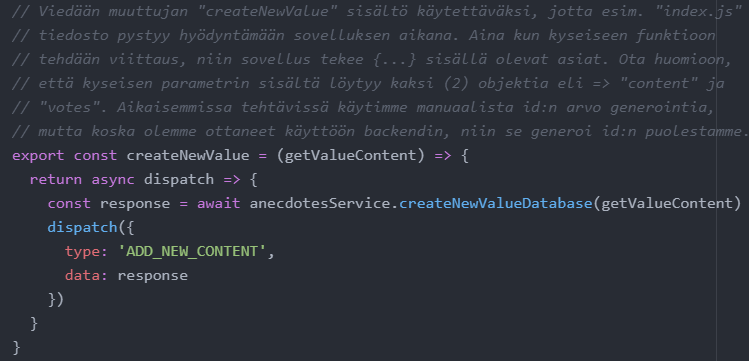 // Viedään muuttujan "createNewValue" sisältö käytettäväksi, jotta esim. "index.js"
// tiedosto pystyy hyödyntämään sovelluksen aikana. Aina kun kyseiseen funktioon
// tehdään viittaus, niin sovellus tekee {...} sisällä olevat asiat. Ota huomioon,
// että kyseisen parametrin sisältä löytyy kaksi (2) objektia eli => "content" ja
// "votes". Aikaisemmissa tehtävissä käytimme manuaalista id:n arvo generointia,
// mutta koska olemme ottaneet käyttöön backendin, niin se generoi id:n puolestamme.
export const createNewValue = (getValueContent) => {
  return async dispatch => {
    const response = await anecdotesService.createNewValueDatabase(getValueContent)
    dispatch({
      type: 'ADD_NEW_CONTENT',
      data: response
    })
  }
}